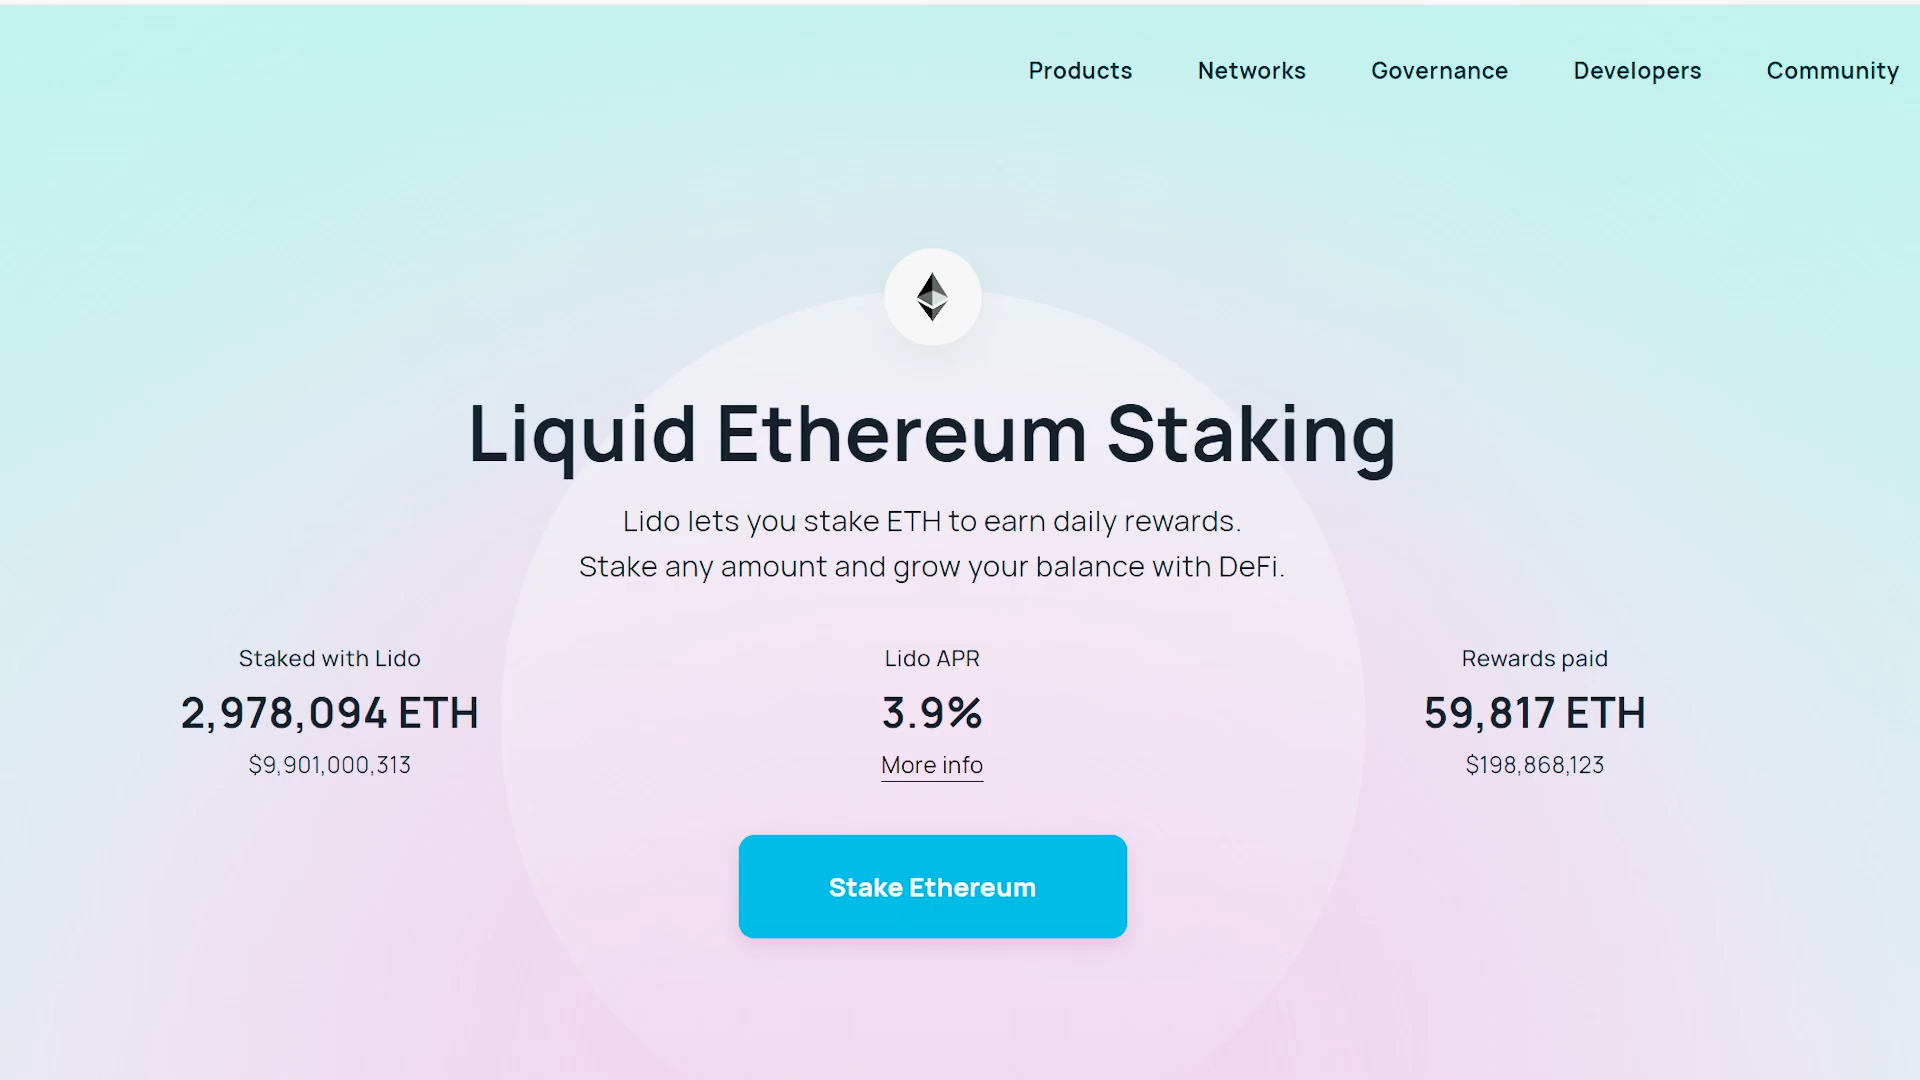 Products Networks Governance Developers Community
Liquid Ethereum Staking
Lido lets you stake ETH to earn daily rewards.
Stake any amount and grow your balance with DeFi.
Staked with Lido
2,978,094 ETH
$9,901,000,313
Lido APR
3.9%
More info
Rewards paid
59,817 ETH
$198,868,123
Stake Ethereum